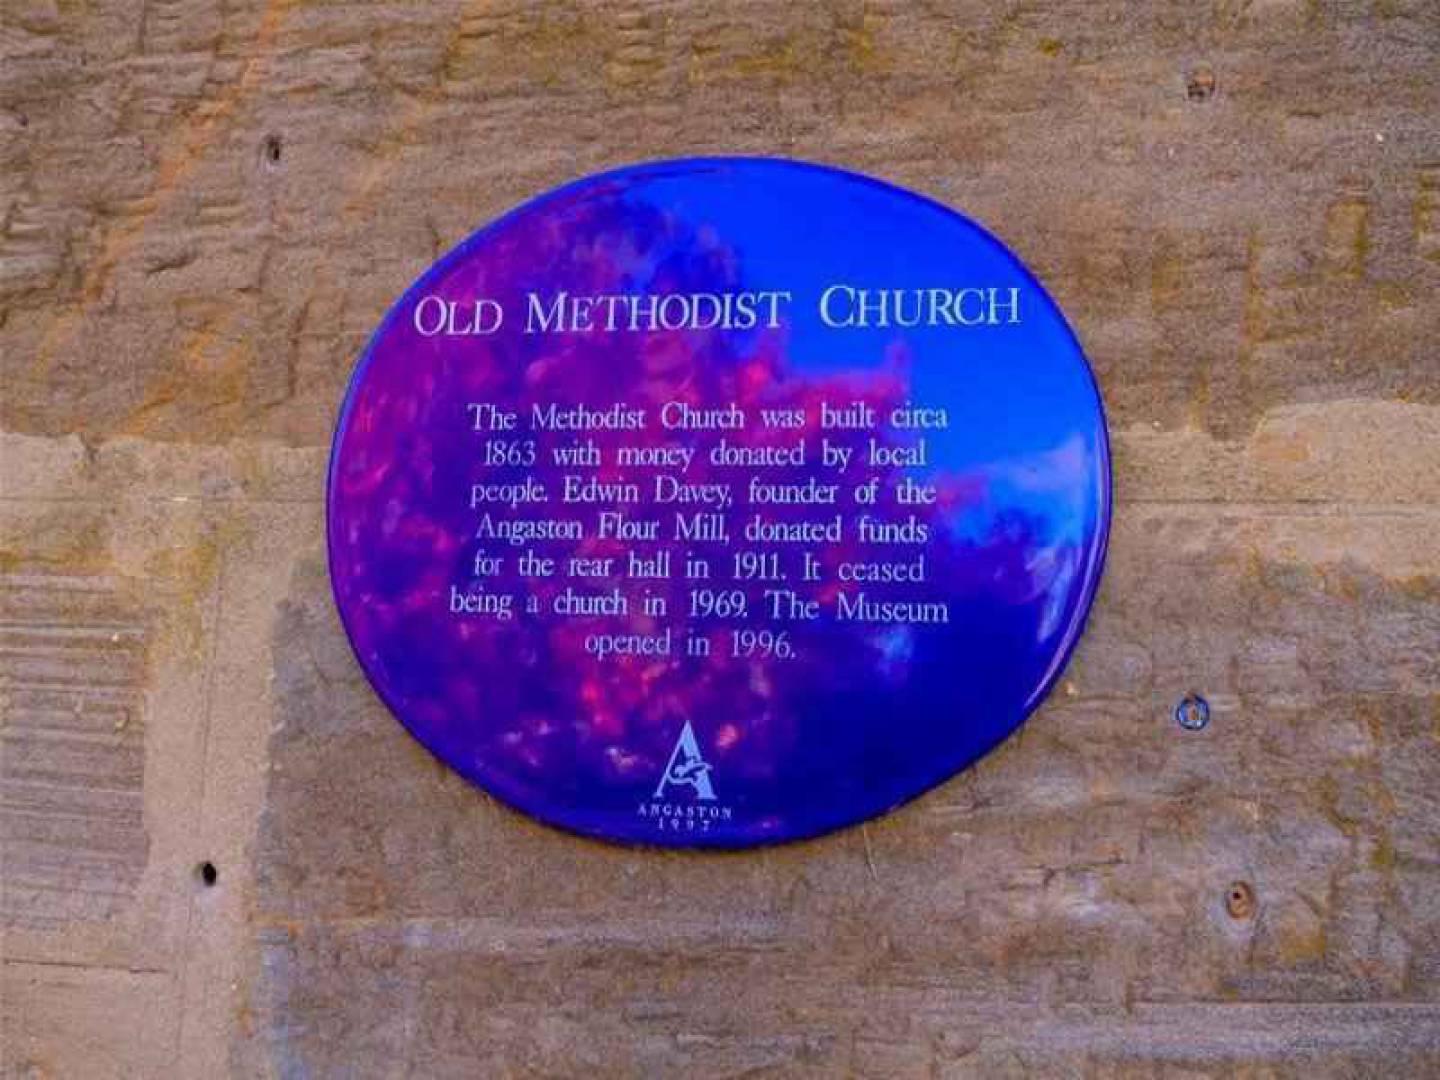 OLD METHODIST CHURCH
The Methodist Church was built circa
1863 with money donated by local
people. Edwin Davey, founder of the
Angaston Flour Mill, donated funds
for the rear hall in 1911. It ceased
being a church in 1969. The Museum
opened in 1996.
A
ANGASTON
1997